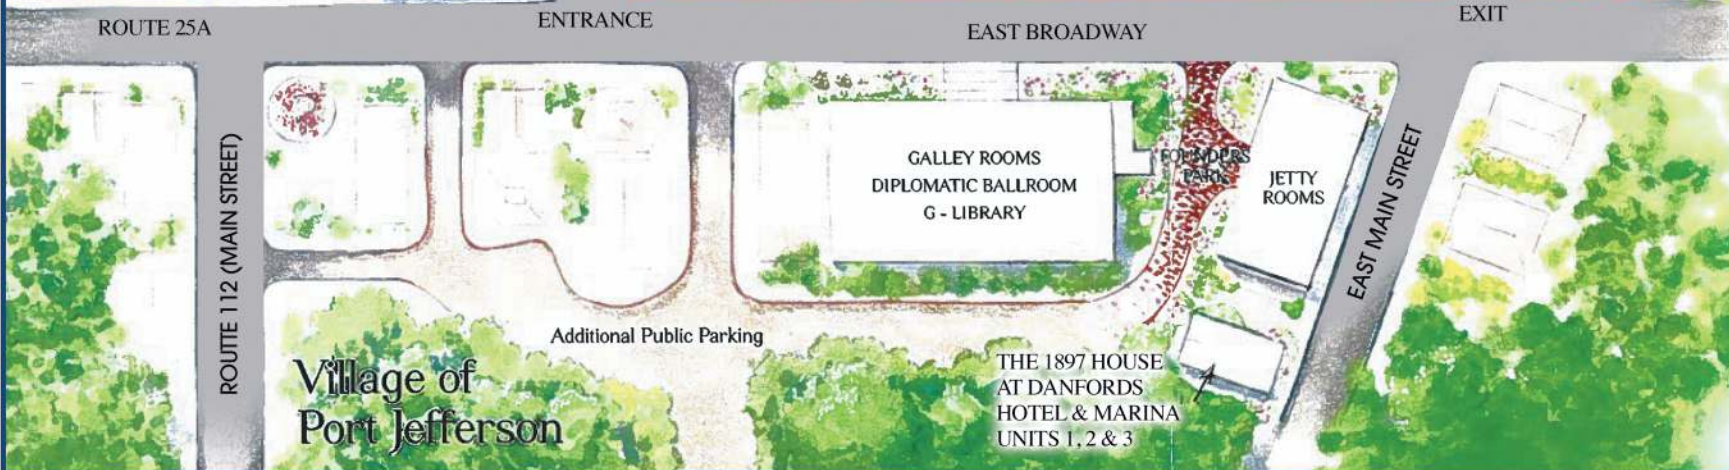 ROUTE 25A
ENTRANCE
EAST BROADWAY
EXIT
ROUTE 112 (MAIN STREET)
GALLEY ROOMS
DIPLOMATIC BALLROOM
G - LIBRARY
FOUNDERS
PARK
JETTY
ROOMS
EAST MAIN STREET
Additional Public Parking
Village of
Port Jefferson
THE 1897 HOUSE
AT DANFORDS
HOTEL & MARINA
UNITS 1, 2 & 3